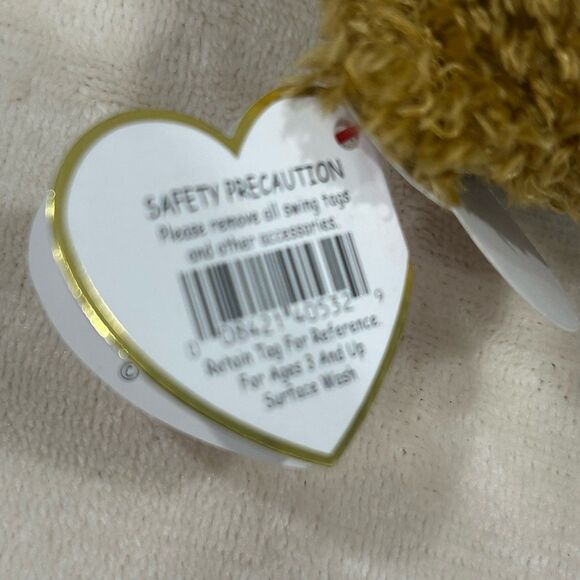 SAFETY PRECAUTION
Please remove all swing tags
and other accessories.
0 08421 40532 9
Retain Tag For Reference.
For Ages 3 And Up
Surface Wash
©